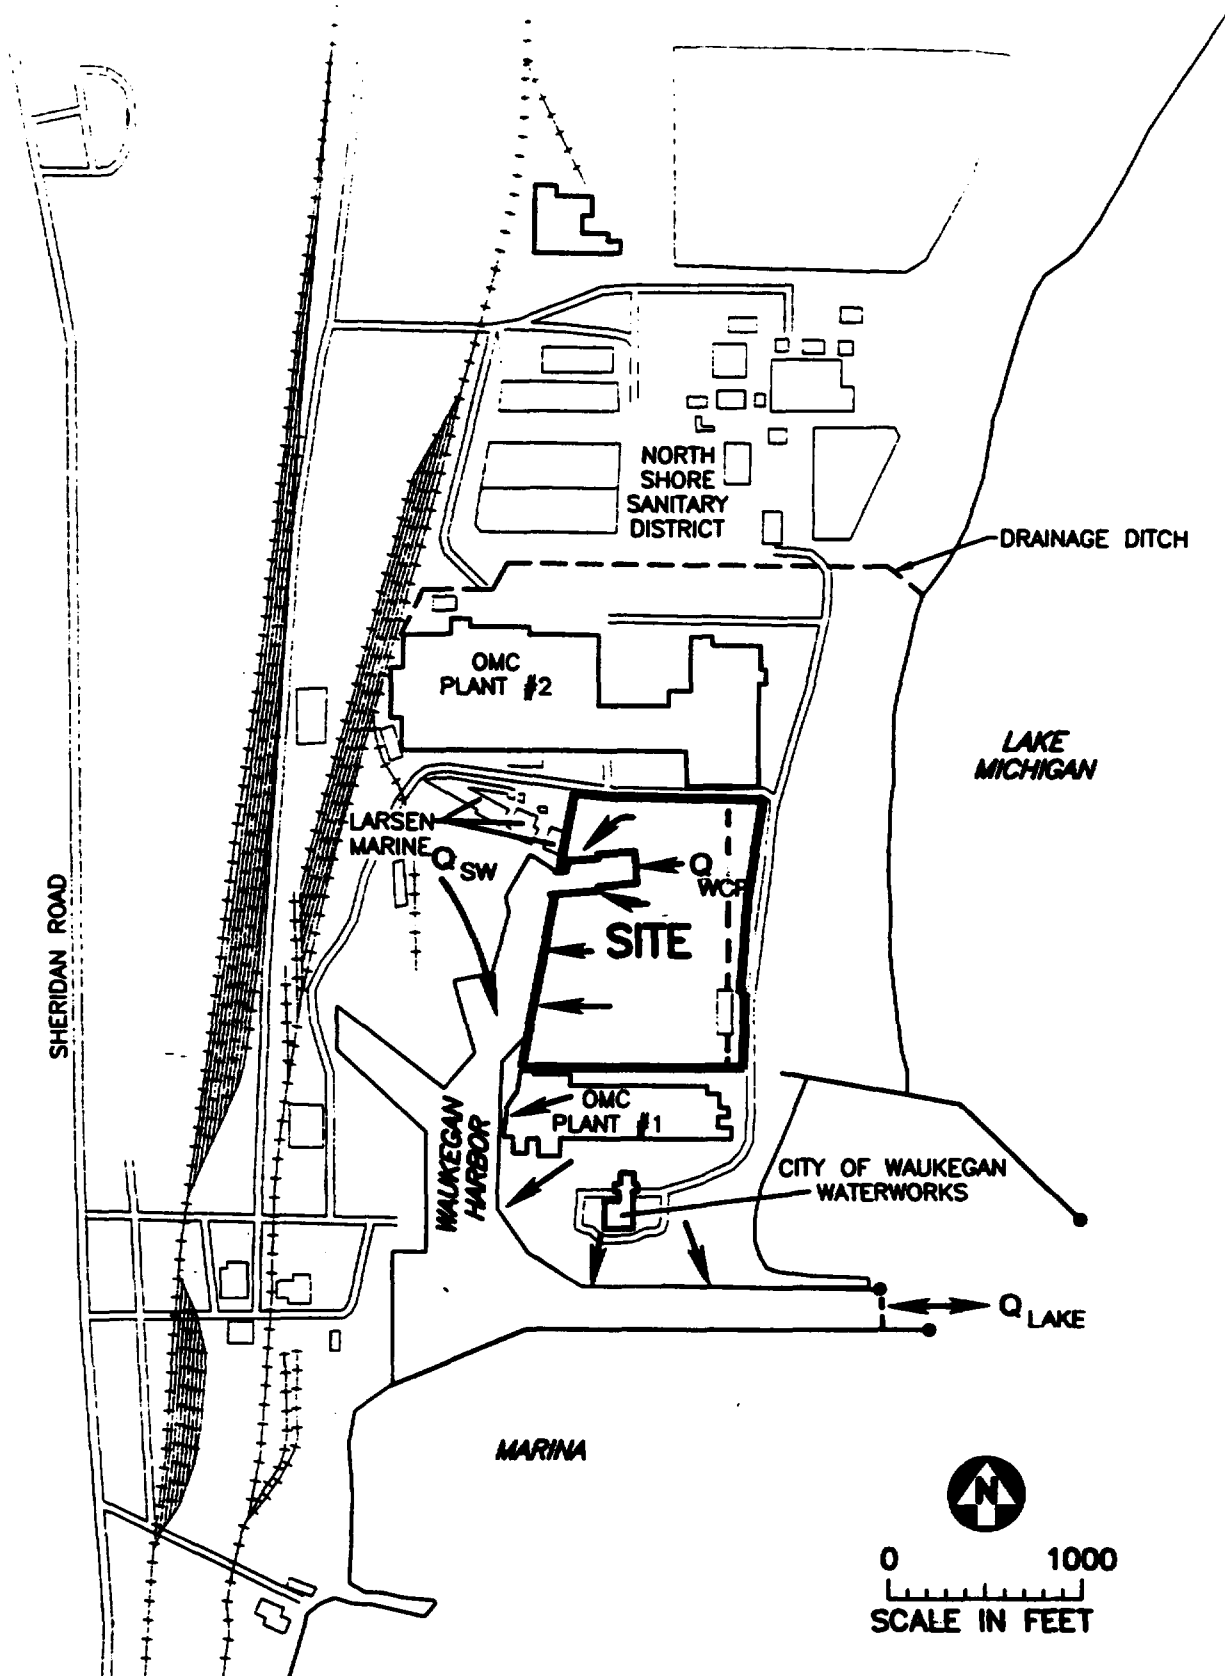 NORTH
SHORE
SANITARY
DISTRICT
DRAINAGE DITCH
OMC
PLANT #2
LAKE
MICHIGAN
LARSEN
MARINE
Q SW
Q WCP
SITE
SHERIDAN ROAD
OMC
PLANT #1
WAUKEGAN
HARBOR
CITY OF WAUKEGAN
WATERWORKS
Q LAKE
MARINA
N
0 1000
SCALE IN FEET